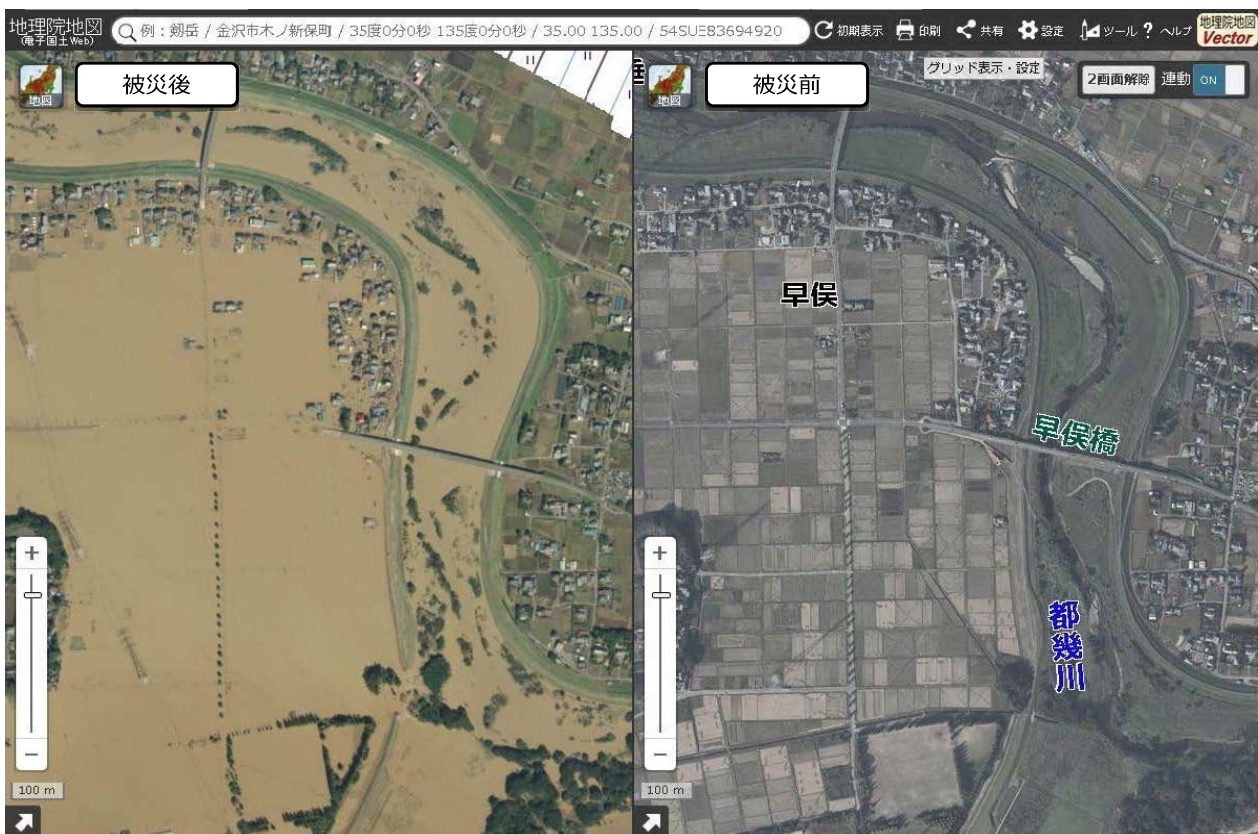 地理院地図
(電子国土Web)
例：剱岳 / 金沢市木ノ新保町 / 35度0分0秒 135度0分0秒 / 35.00 135.00 / 54SUE83694920
初期表示
印刷
共有
設定
ツール
? ヘルプ
地理院地図
Vector
地図
被災後
地図
被災前
グリッド表示・設定
2画面解除
連動
ON
早俣
早俣橋
都幾川
+
−
100 m
+
−
100 m